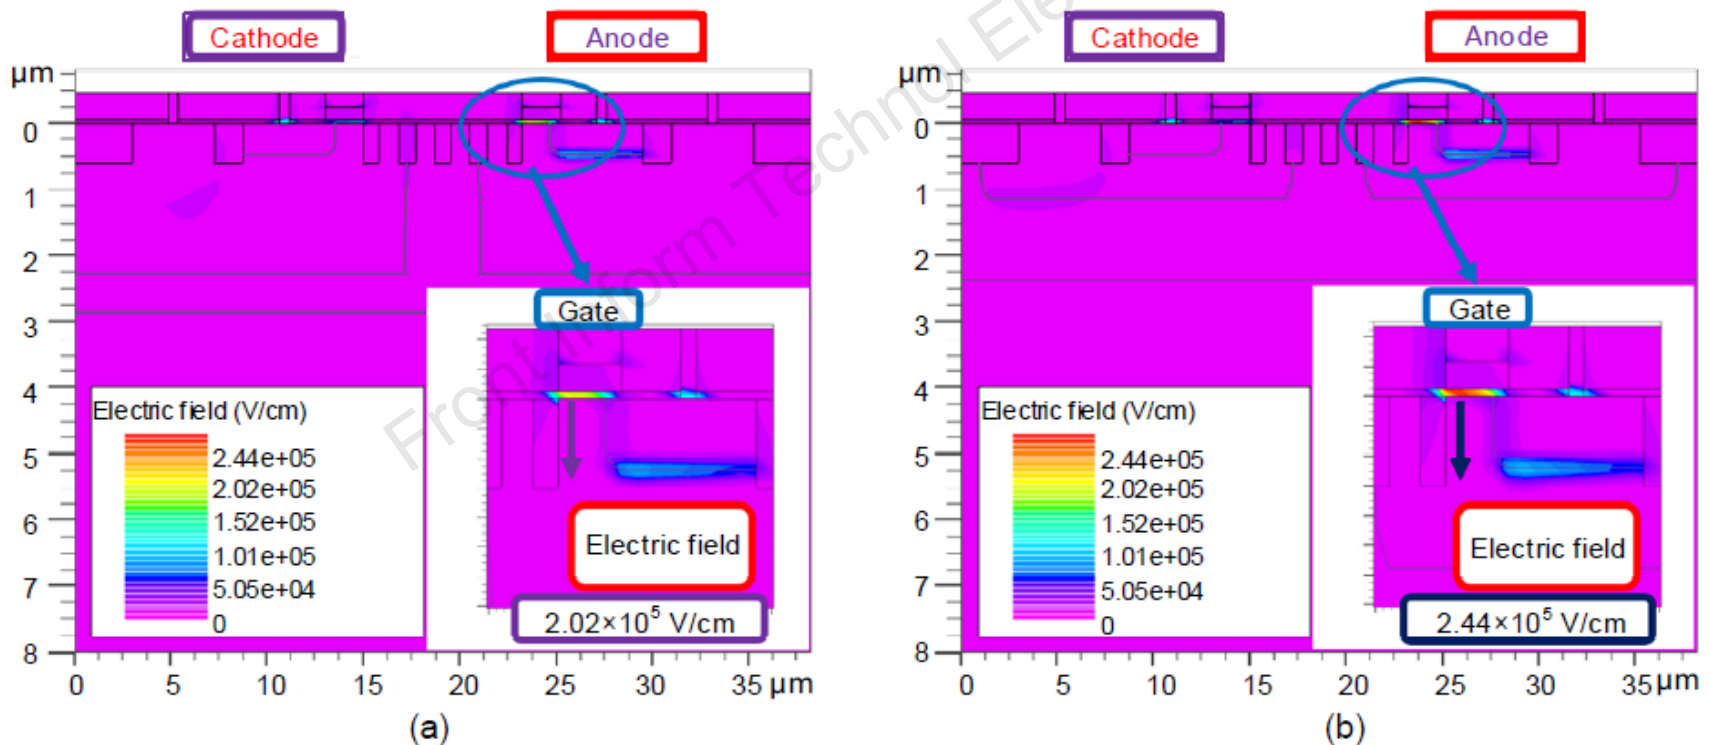 Cathode
Anode
µm
0
1
2
3
4
5
6
7
8
Gate
Electric field (V/cm)
2.44e+05
2.02e+05
1.52e+05
1.01e+05
5.05e+04
0
Electric field
2.02×10⁵ V/cm
0 5 10 15 20 25 30 35 µm
(a)
Cathode
Anode
µm
0
1
2
3
4
5
6
7
8
Gate
Electric field (V/cm)
2.44e+05
2.02e+05
1.52e+05
1.01e+05
5.05e+04
0
Electric field
2.44×10⁵ V/cm
0 5 10 15 20 25 30 35 µm
(b)
Front Inform Technol Ele